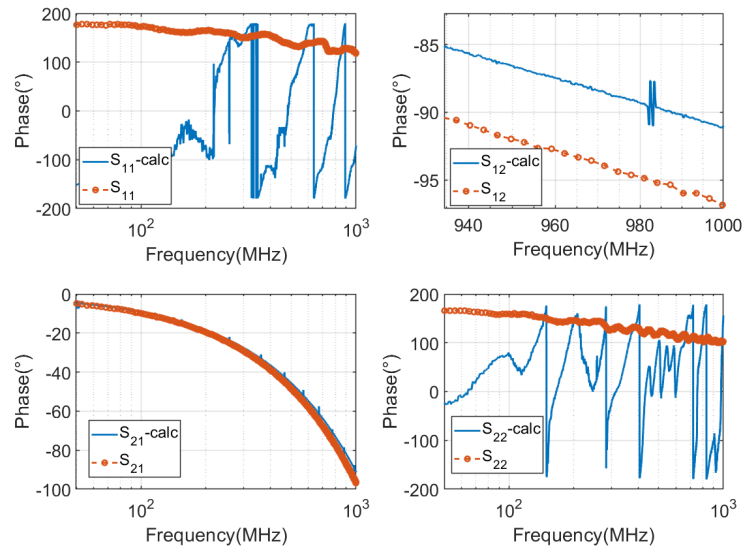 200
100
0
-100
-200
Phase(°)
S11-calc
S11
10^2
10^3
Frequency(MHz)
-85
-90
-95
Phase(°)
S12-calc
S12
940
960
980
1000
Frequency(MHz)
0
-20
-40
-60
-80
-100
Phase(°)
S21-calc
S21
10^2
10^3
Frequency(MHz)
200
100
0
-100
-200
Phase(°)
S22-calc
S22
10^2
10^3
Frequency(MHz)